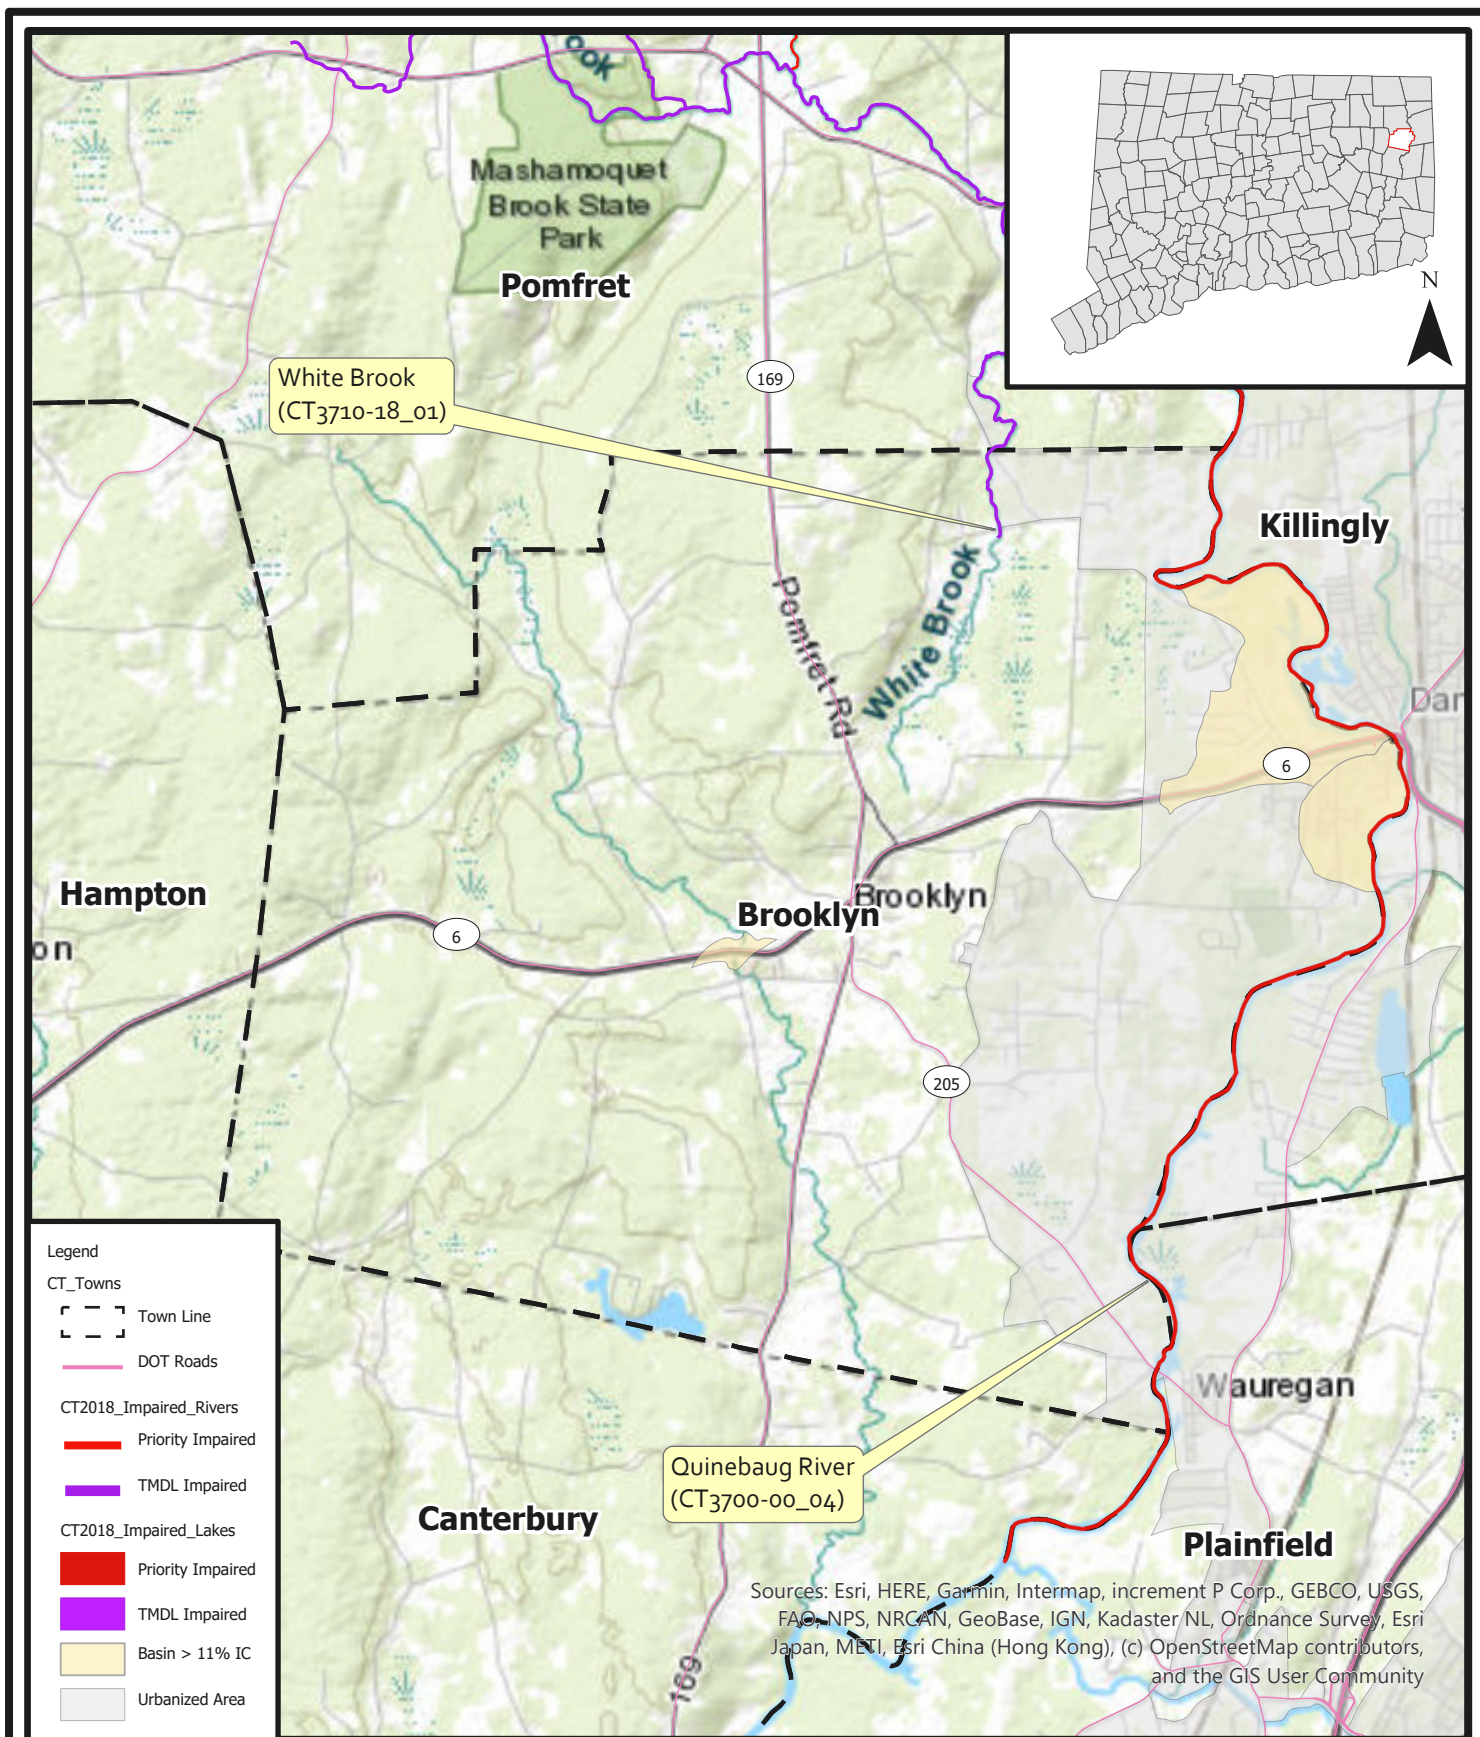 ook
Mashamoquet
Brook State
Park
Pomfret
N
169
White Brook
(CT3710-18_01)
Killingly
Pomfret Rd
White Brook
Dan
6
Hampton
on
6
Brooklyn
Brooklyn
205
Legend
CT_Towns
Town Line
DOT Roads
CT2018_Impaired_Rivers
Priority Impaired
TMDL Impaired
CT2018_Impaired_Lakes
Priority Impaired
TMDL Impaired
Basin > 11% IC
Urbanized Area
Wauregan
Quinebaug River
(CT3700-00_04)
Canterbury
Plainfield
169
Sources: Esri, HERE, Garmin, Intermap, increment P Corp., GEBCO, USGS,
FAO, NPS, NRCAN, GeoBase, IGN, Kadaster NL, Ordnance Survey, Esri
Japan, METI, Esri China (Hong Kong), (c) OpenStreetMap contributors,
and the GIS User Community